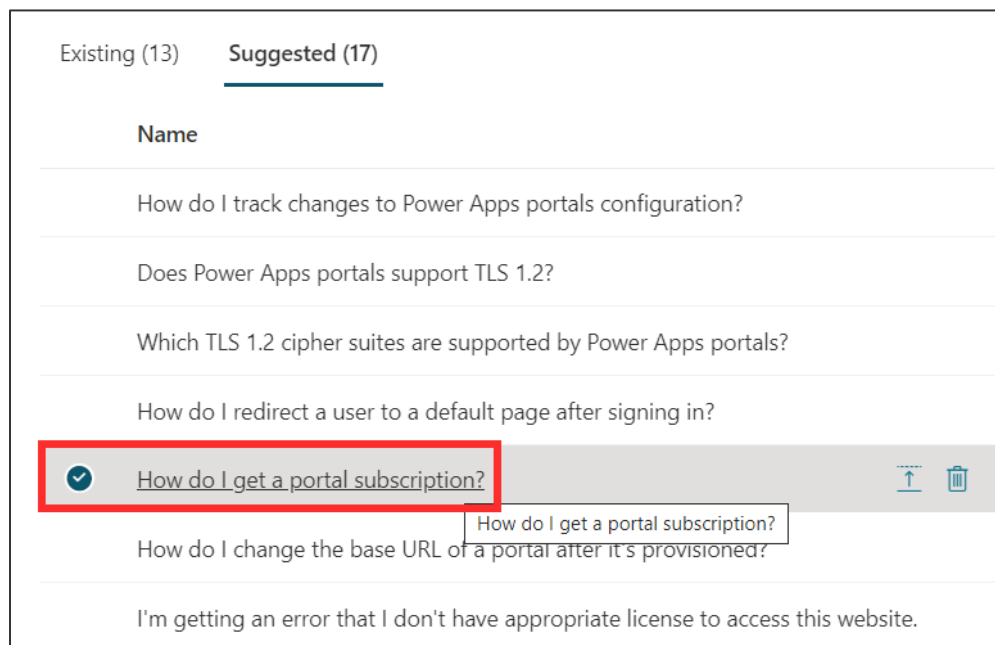 Existing (13) Suggested (17)
Name
How do I track changes to Power Apps portals configuration?
Does Power Apps portals support TLS 1.2?
Which TLS 1.2 cipher suites are supported by Power Apps portals?
How do I redirect a user to a default page after signing in?
How do I get a portal subscription?
How do I get a portal subscription?
How do I change the base URL of a portal after it's provisioned?
I'm getting an error that I don't have appropriate license to access this website.